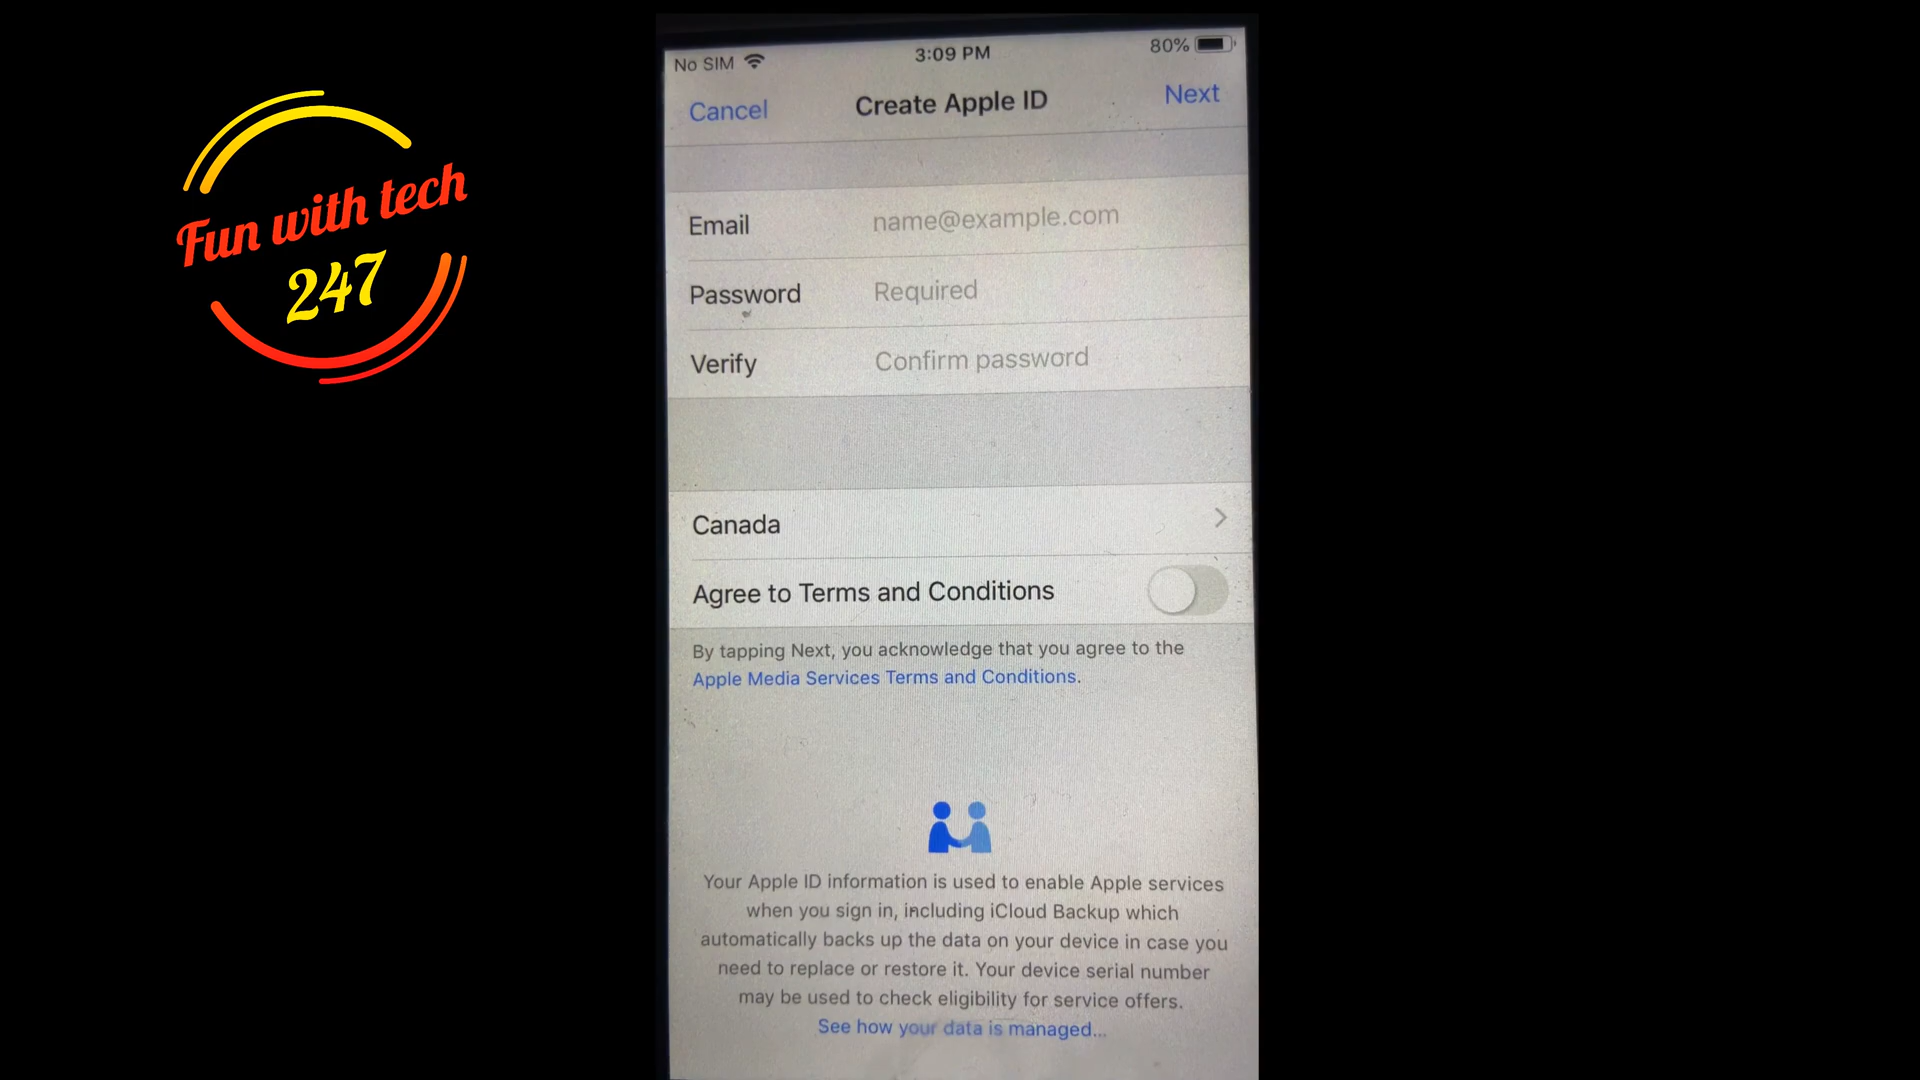 Fun with tech
247
No SIM
3:09 PM
80%
Cancel
Create Apple ID
Next
Email
name@example.com
Password
Required
Verify
Confirm password
Canada
Agree to Terms and Conditions
By tapping Next, you acknowledge that you agree to the
Apple Media Services Terms and Conditions.
Your Apple ID information is used to enable Apple services
when you sign in, including iCloud Backup which
automatically backs up the data on your device in case you
need to replace or restore it. Your device serial number
may be used to check eligibility for service offers.
See how your data is managed...